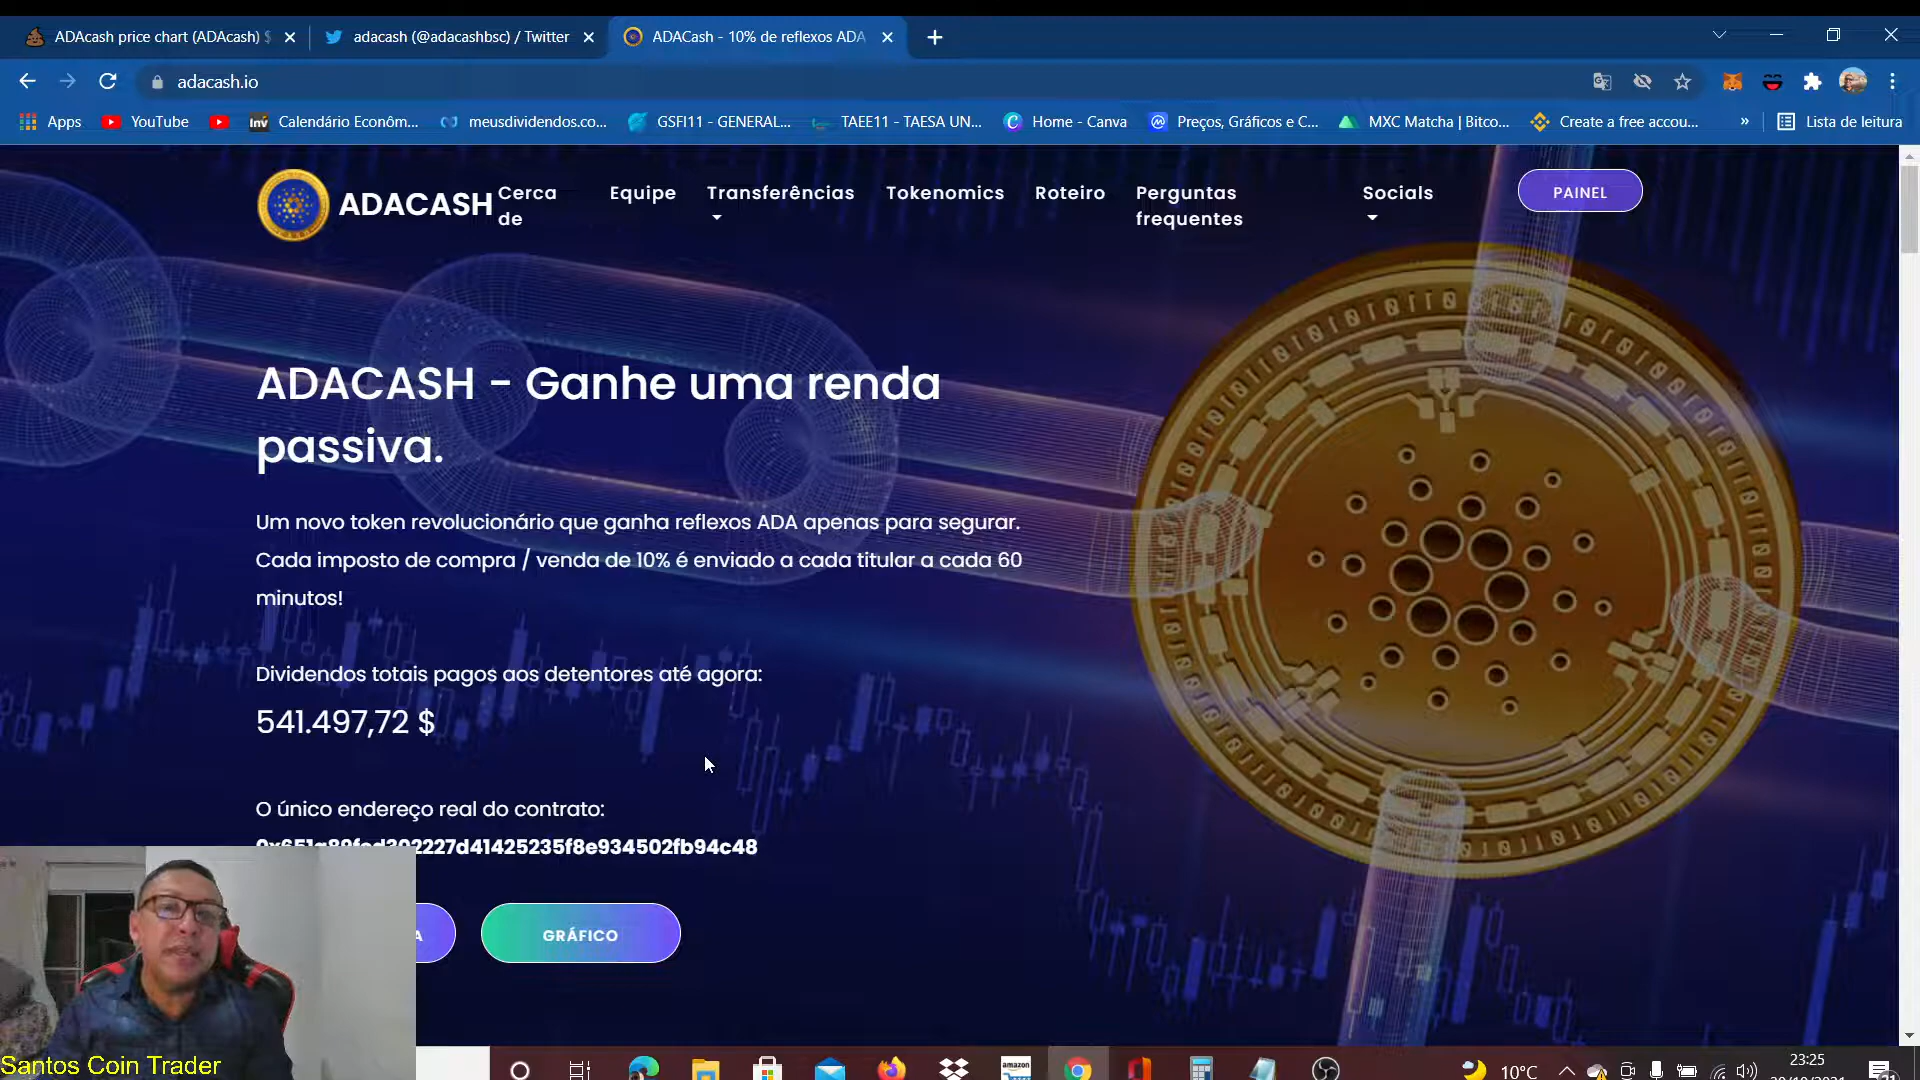 ADAcash price chart (ADAcash) $
adacash (@adacashbsc) / Twitter
ADACash - 10% de reflexos ADA
adacash.io
Apps
YouTube
Inv
Calendário Econôm...
meusdividendos.co...
GSFI11 - GENERAL...
TAEE11 - TAESA UN...
Home - Canva
Preços, Gráficos e C...
MXC Matcha | Bitco...
Create a free accou...
»
Lista de leitura
ADACASH
Cerca de
Equipe
Transferências
Tokenomics
Roteiro
Perguntas frequentes
Socials
PAINEL
ADACASH - Ganhe uma renda
passiva.
Um novo token revolucionário que ganha reflexos ADA apenas para segurar.
Cada imposto de compra / venda de 10% é enviado a cada titular a cada 60
minutos!
Dividendos totais pagos aos detentores até agora:
541.497,72 $
O único endereço real do contrato:
2227d41425235f8e934502fb94c48
A
GRÁFICO
Santos Coin Trader
amazon
10°C
23:25